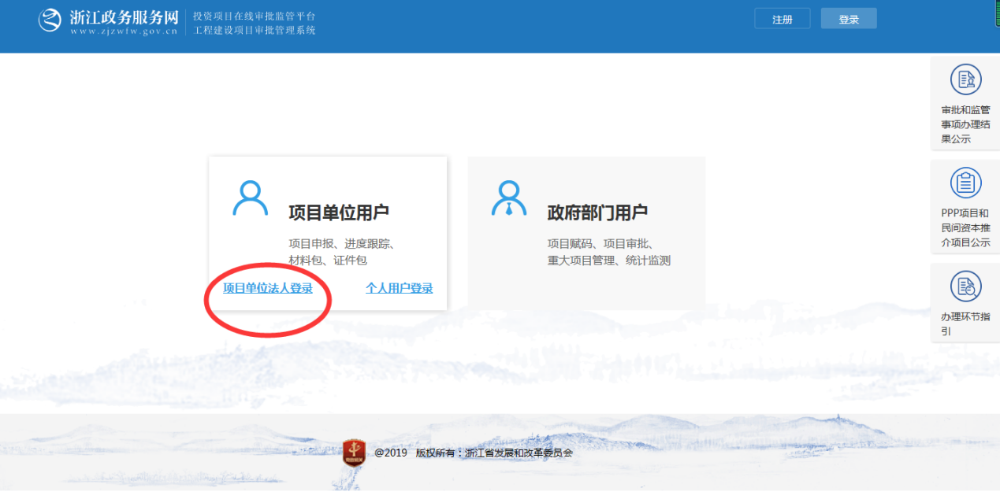 浙江政务服务网
www.zjzwfw.gov.cn
投资项目在线审批监管平台
工程建设项目审批管理系统
注册
登录
审批和监管
事项办理结
果公示
项目单位用户
项目申报、进度跟踪、
材料包、证件包
项目单位法人登录
个人用户登录
政府部门用户
项目赋码、项目审批、
重大项目管理、统计监测
PPP项目和
民间资本推
介项目公示
办理环节指
引
@2019 版权所有：浙江省发展和改革委员会